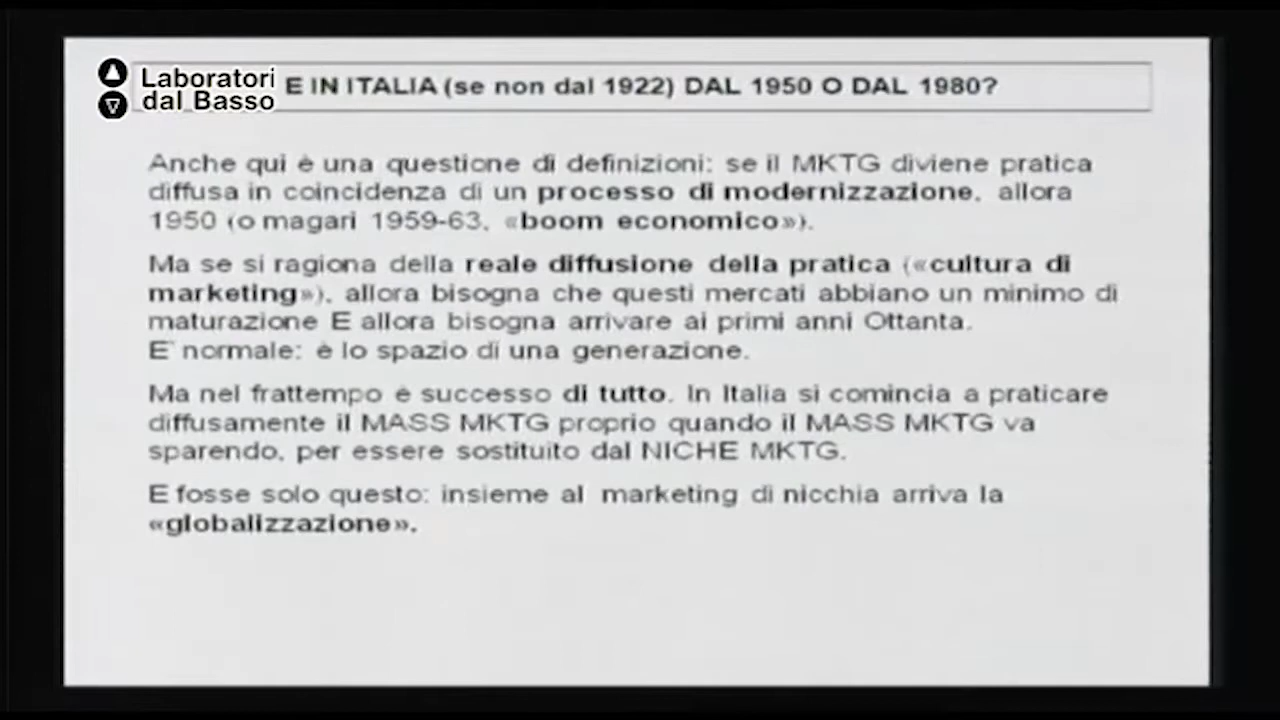 Laboratori
dal Basso
E IN ITALIA (se non dal 1922) DAL 1950 O DAL 1980?
Anche qui è una questione di definizioni: se il MKTG diviene pratica
diffusa in coincidenza di un processo di modernizzazione, allora
1950 (o magari 1959-63, «boom economico»).
Ma se si ragiona della reale diffusione della pratica («cultura di
marketing»), allora bisogna che questi mercati abbiano un minimo di
maturazione E allora bisogna arrivare ai primi anni Ottanta.
E' normale: è lo spazio di una generazione.
Ma nel frattempo è successo di tutto. In Italia si comincia a praticare
diffusamente il MASS MKTG proprio quando il MASS MKTG va
sparendo, per essere sostituito dal NICHE MKTG.
E fosse solo questo: insieme al marketing di nicchia arriva la
«globalizzazione».